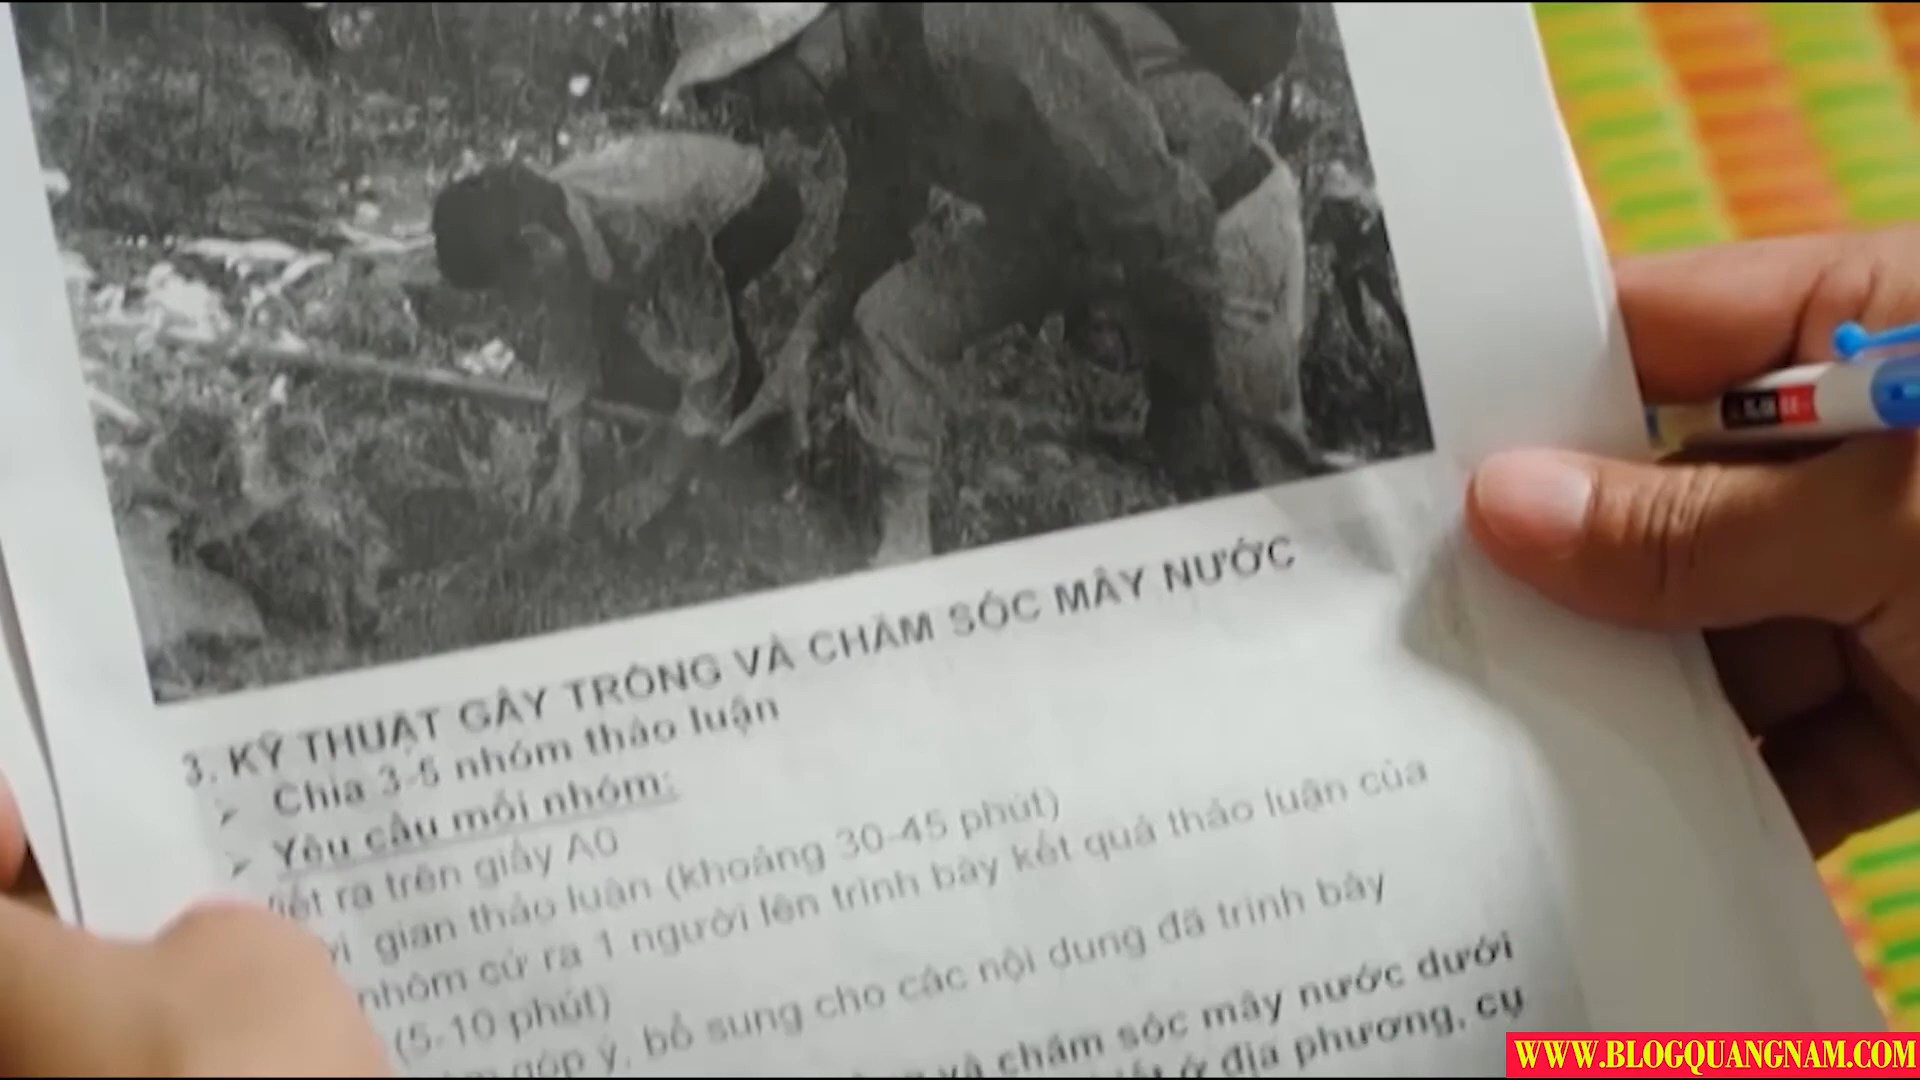 3. KỸ THUẬT GÂY TRỒNG VÀ CHĂM SÓC MÂY NƯỚC
➢ Chia 3-5 nhóm thảo luận
➢ Yêu cầu mỗi nhóm:
ra trên giấy A0
gian thảo luận (khoảng 30-45 phút)
nhóm cử ra 1 người lên trình bày kết quả thảo luận của
(5-10 phút)
góp ý, bổ sung cho các nội dung đã trình bày
và chăm sóc mây nước dưới
ở địa phương, cụ
WWW.BLOGQUANGNAM.COM